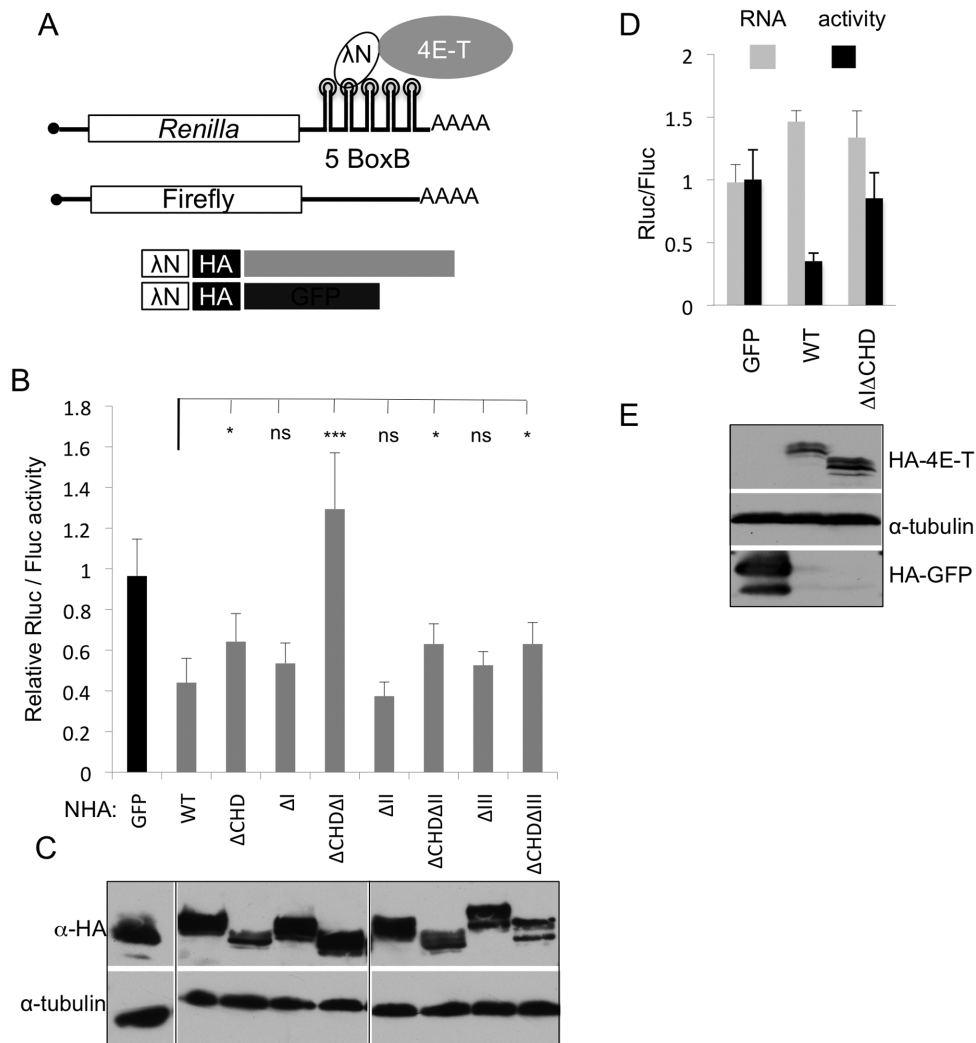 A
λN
4E-T
Renilla
AAAA
5 BoxB
Firefly
AAAA
λN HA
λN HA GFP
B
Relative Rluc / Fluc activity
1.8
1.6
1.4
1.2
1
0.8
0.6
0.4
0.2
0
* ns *** ns * ns *
NHA: GFP WT ΔCHD ΔI ΔCHDΔI ΔII ΔCHDΔII ΔIII ΔCHDΔIII
C
α-HA
α-tubulin
D
RNA activity
Rluc/Fluc
2
1.5
1
0.5
0
GFP WT ΔIΔCHD
E
HA-4E-T
α-tubulin
HA-GFP